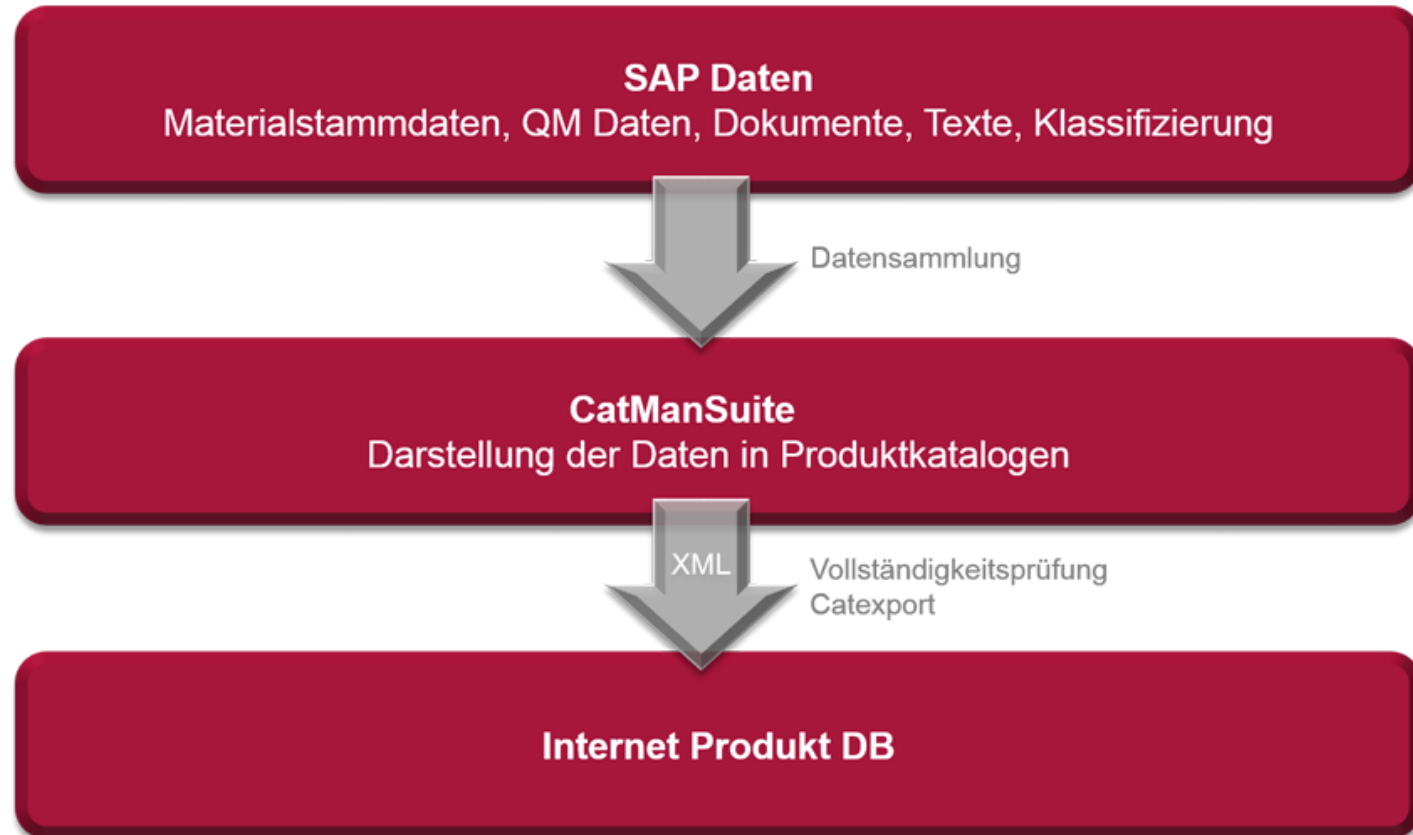 SAP Daten
Materialstammdaten, QM Daten, Dokumente, Texte, Klassifizierung
Datensammlung
CatManSuite
Darstellung der Daten in Produktkatalogen
XML
Vollständigkeitsprüfung
Catexport
Internet Produkt DB